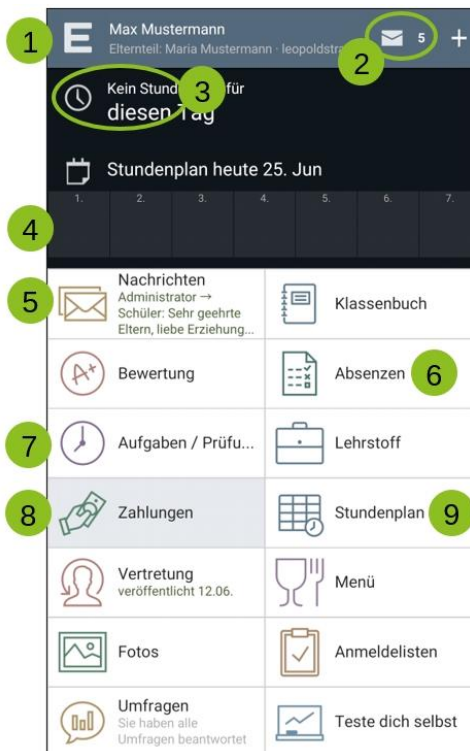 1
E
Max Mustermann
Elternteil: Maria Mustermann · leopoldstra
2
5
+
Kein Stund für
3
diesen Tag
Stundenplan heute 25. Jun
1. 2. 3. 4. 5. 6. 7.
4
5
Nachrichten
Administrator →
Schüler: Sehr geehrte
Eltern, liebe Erziehung...
Klassenbuch
A+
Bewertung
Absenzen
6
7
Aufgaben / Prüfu...
Lehrstoff
8
Zahlungen
Stundenplan
9
Vertretung
veröffentlicht 12.06.
Menü
Fotos
Anmeldelisten
Umfragen
Sie haben alle
Umfragen beantwortet
Teste dich selbst